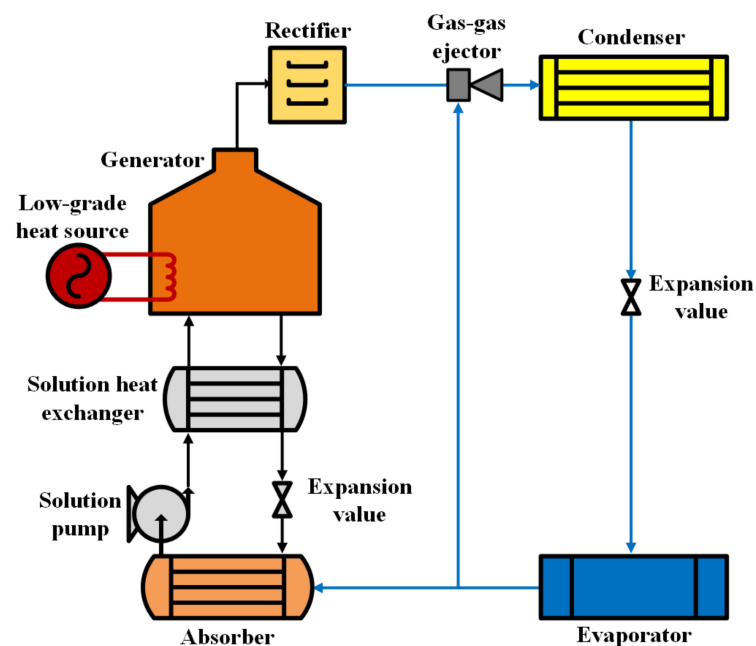 Rectifier
Gas-gas
ejector
Condenser
Generator
Low-grade
heat source
Expansion
value
Solution heat
exchanger
Solution
pump
Expansion
value
Absorber
Evaporator